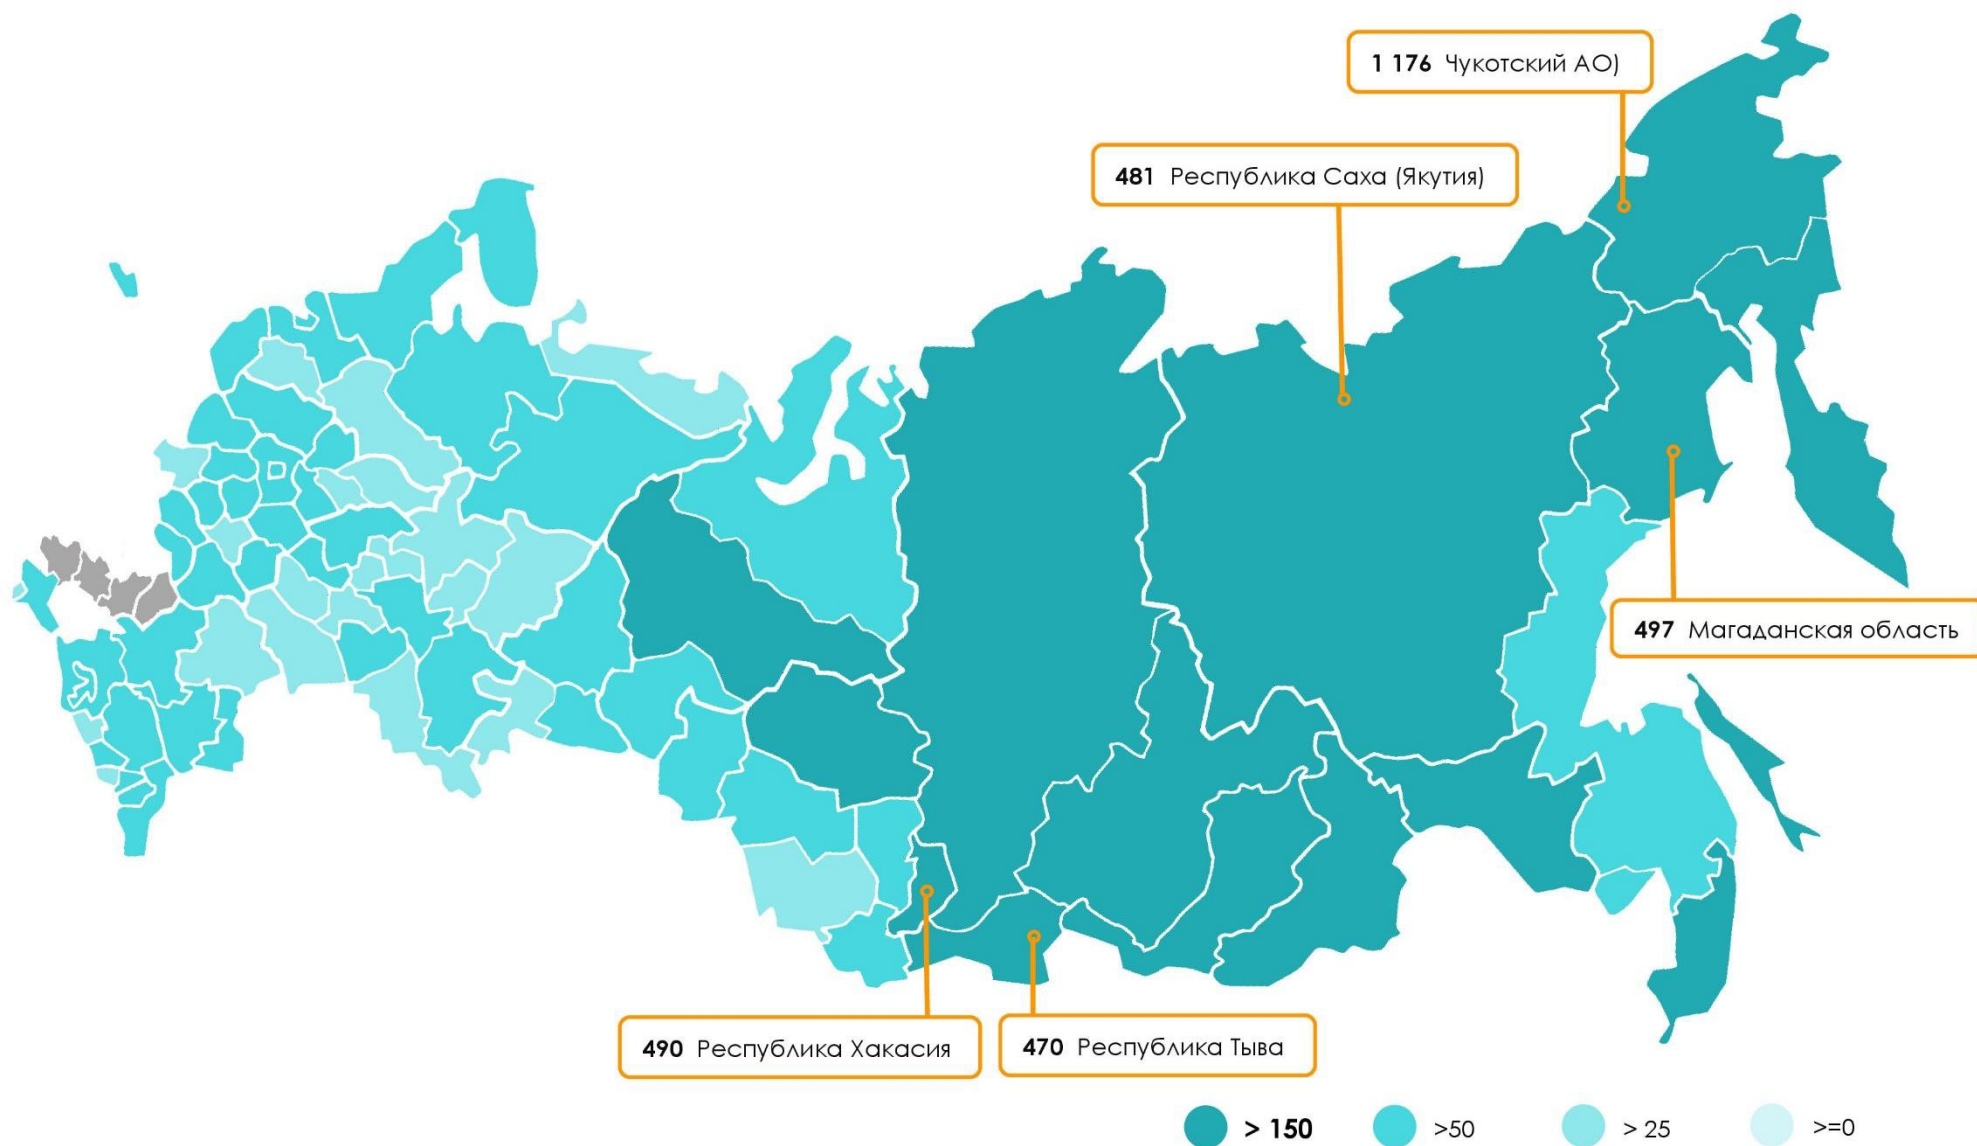 1 176 Чукотский АО)
481 Республика Саха (Якутия)
497 Магаданская область
490 Республика Хакасия
470 Республика Тыва
> 150
>50
> 25
>=0